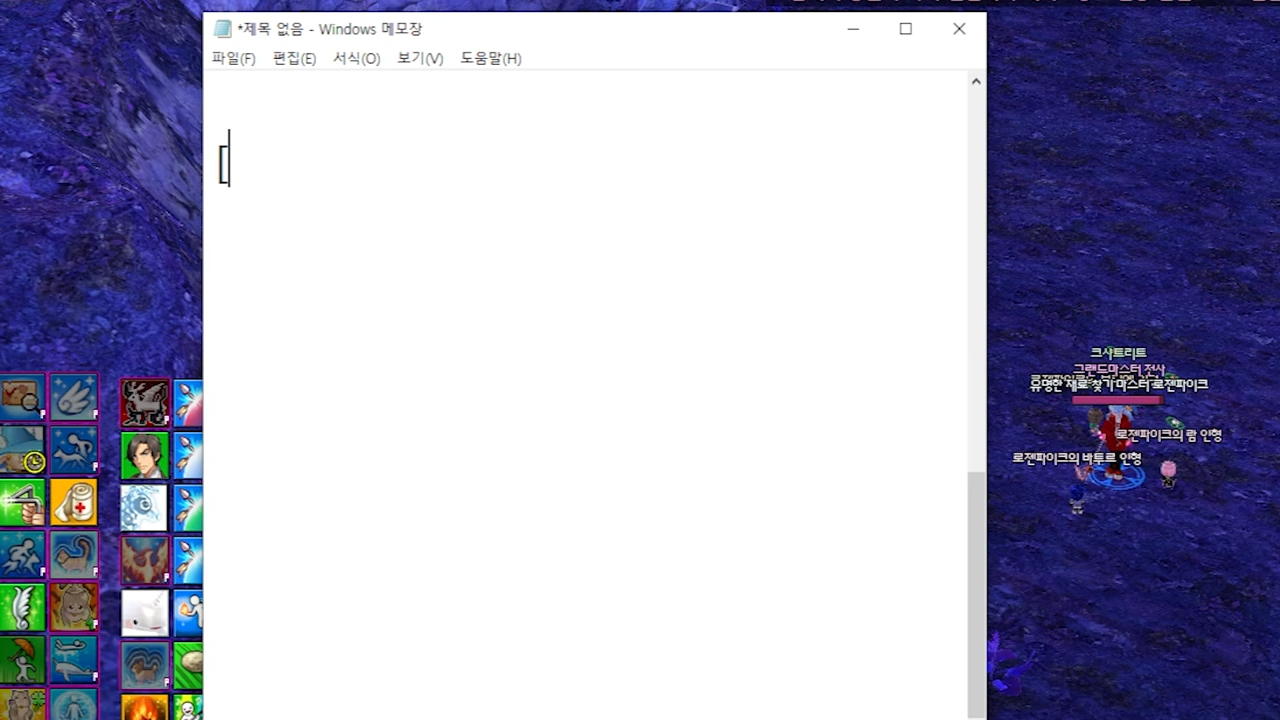 *제목 없음 - Windows 메모장
파일(F) 편집(E) 서식(O) 보기(V) 도움말(H)
[
크샤트리트
그랜드마스터 전사
유명한 재료 찾기 마스터 로젠파이크
로젠파이크의 람 인형
로젠파이크의 바투르 인형